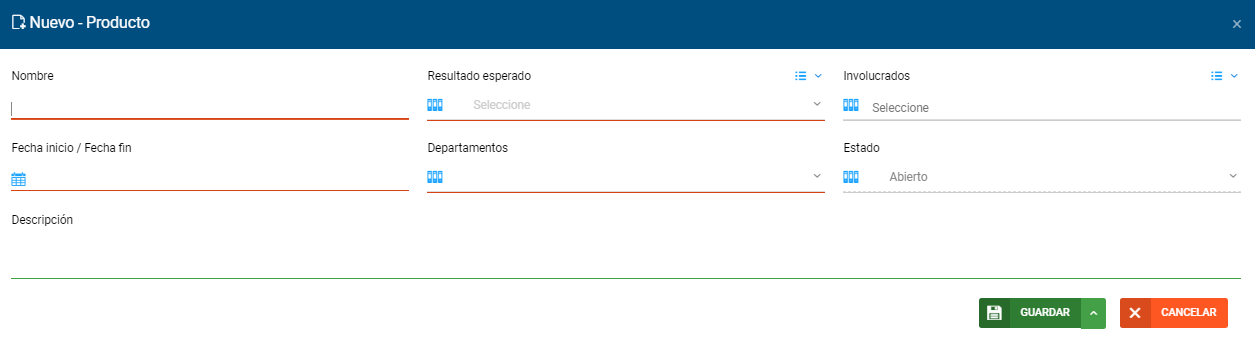 Nuevo - Producto
Nombre
Resultado esperado
Involucrados
Seleccione
Seleccione
Fecha inicio / Fecha fin
Departamentos
Estado
Abierto
Descripción
GUARDAR
CANCELAR